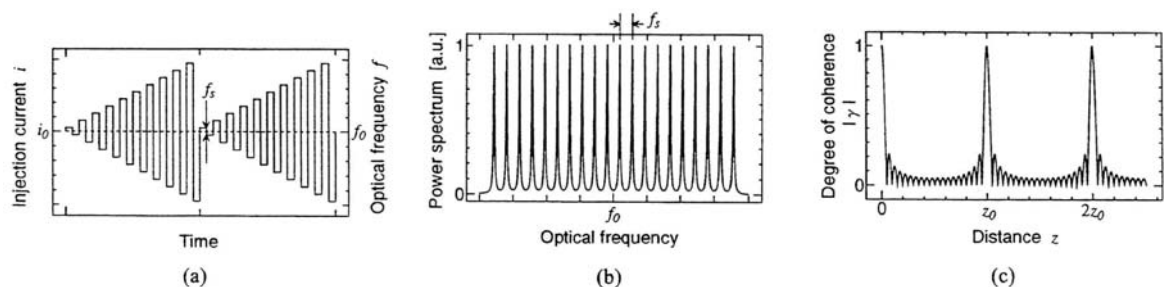 Injection current i
i0
fs
f0
Optical frequency f
Time
(a)
fs
Power spectrum [a.u.]
1
0
f0
Optical frequency
(b)
Degree of coherence
|γ|
1
0
0
z0
2z0
Distance z
(c)